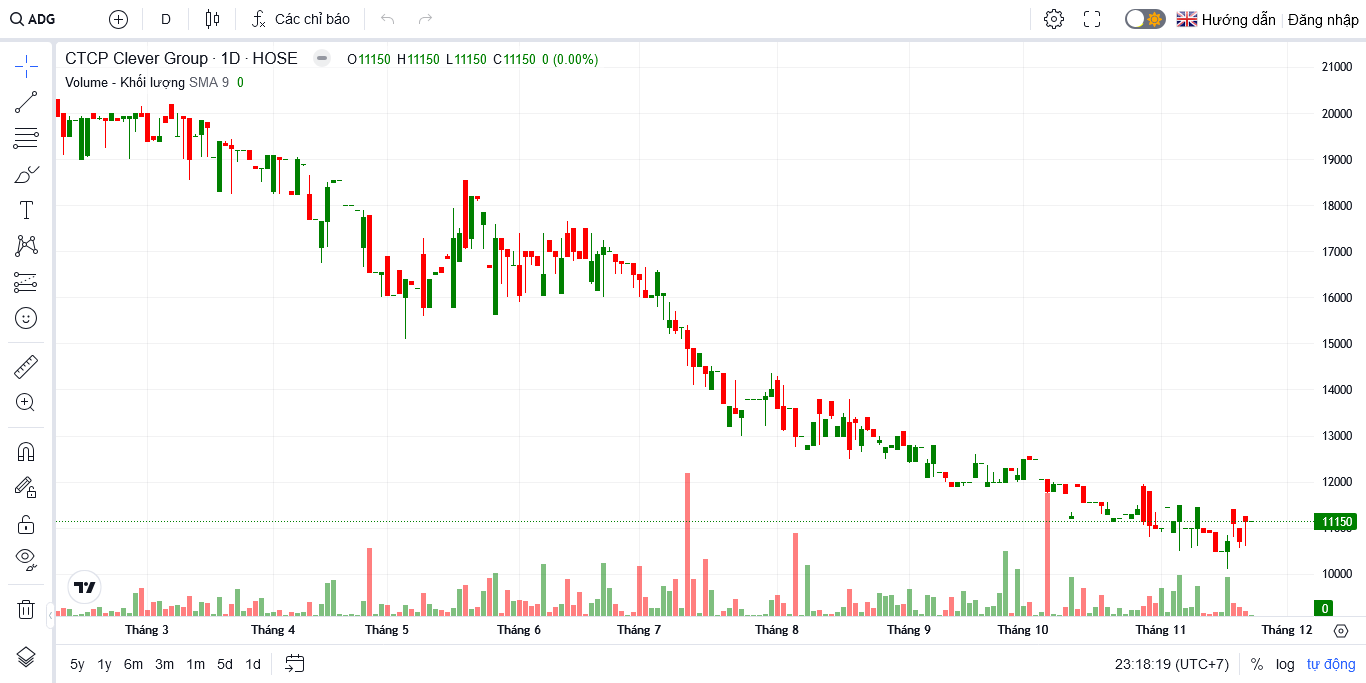 ADG D Các chỉ báo Hướng dẫn Đăng nhập
CTCP Clever Group · 1D · HOSE O11150 H11150 L11150 C11150 0 (0.00%)
Volume - Khối lượng SMA 9 0
21000
20000
19000
18000
17000
16000
15000
14000
13000
12000
11150
11000
10000
0
Tháng 3 Tháng 4 Tháng 5 Tháng 6 Tháng 7 Tháng 8 Tháng 9 Tháng 10 Tháng 11 Tháng 12
5y 1y 6m 3m 1m 5d 1d 23:18:19 (UTC+7) % log tự động